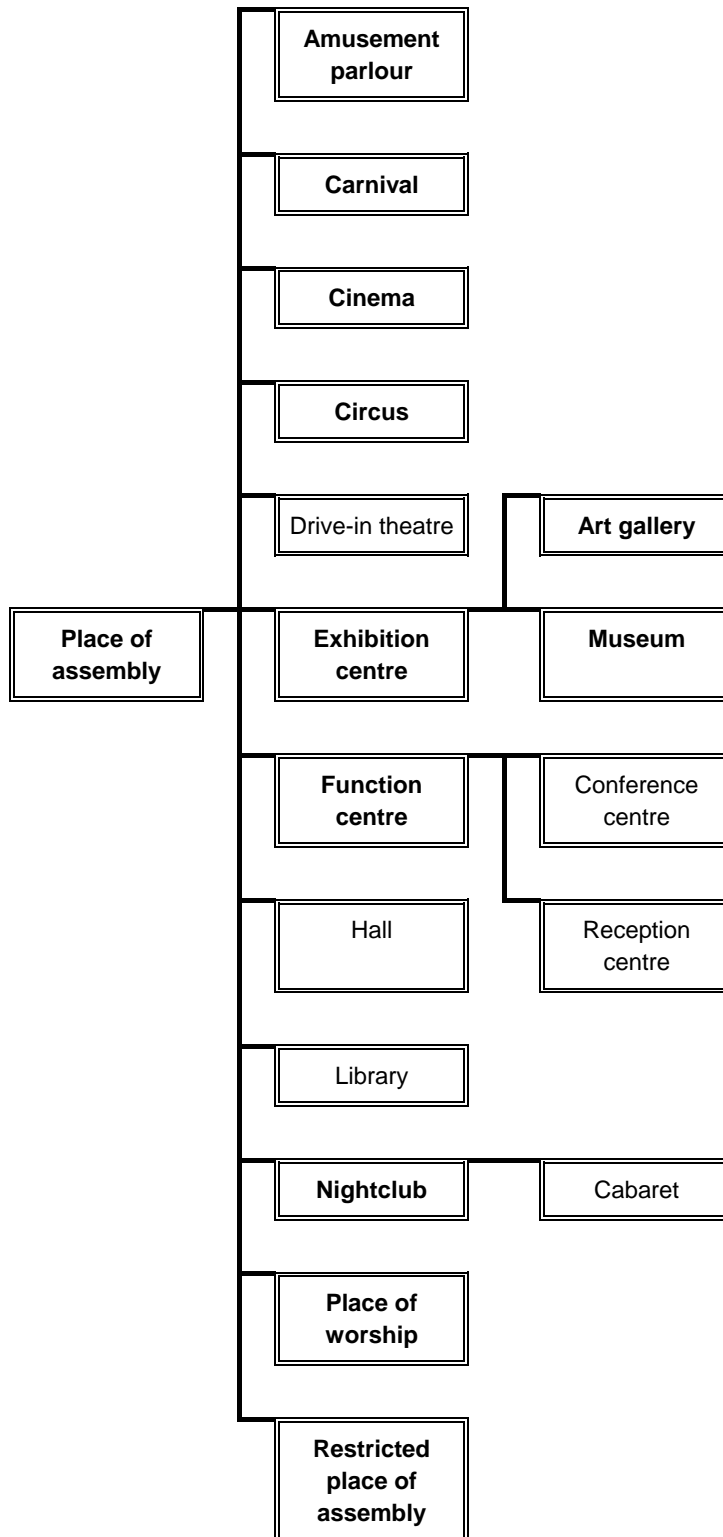 Amusement
parlour
Carnival
Cinema
Circus
Drive-in theatre
Art gallery
Place of
assembly
Exhibition
centre
Museum
Function
centre
Conference
centre
Hall
Reception
centre
Library
Nightclub
Cabaret
Place of
worship
Restricted
place of
assembly